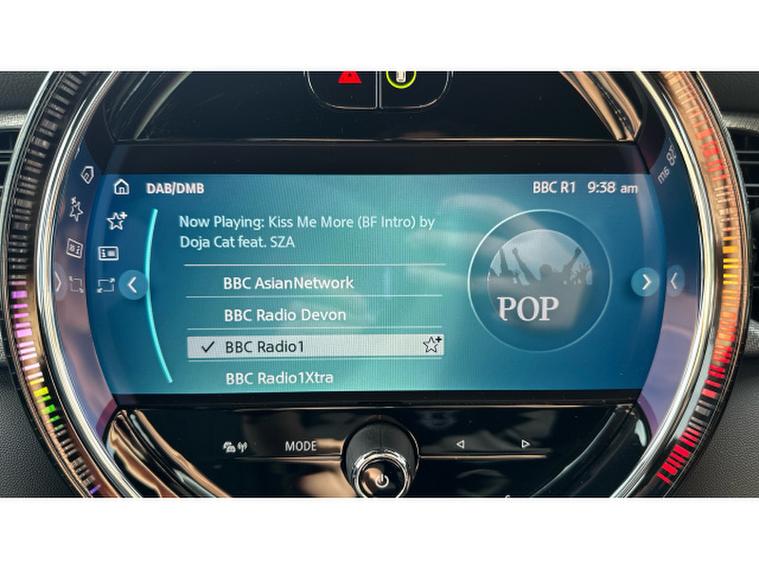 DAB/DMB
BBC R1 9:38 am
Now Playing: Kiss Me More (BF Intro) by
Doja Cat feat. SZA
BBC AsianNetwork
BBC Radio Devon
BBC Radio1
BBC Radio1Xtra
POP
MODE